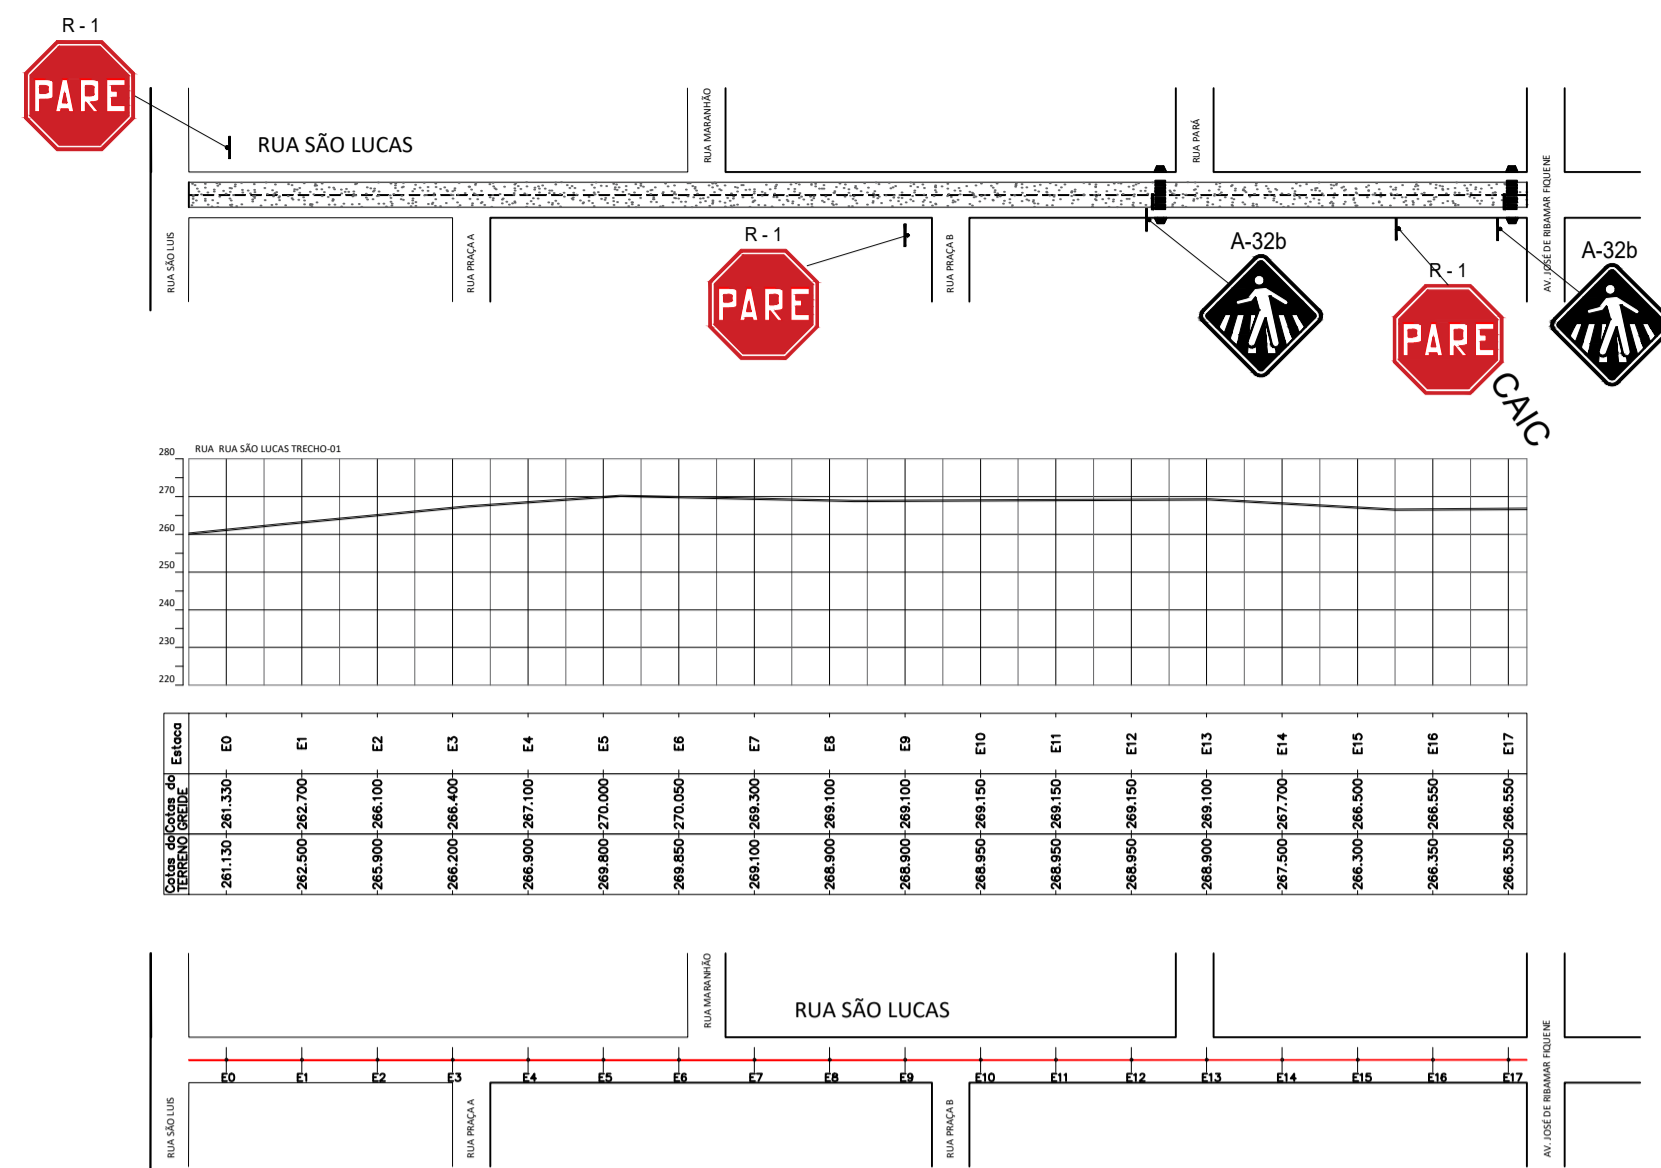 R - 1
PARE
RUA SÃO LUCAS
RUA MARANHÃO
RUA PARÁ
AV. JOSÉ DE RIBAMAR FIQUENE
RUA SÃO LUIS
RUA PRAÇA A
R - 1
PARE
RUA PRAÇA B
A-32b
R - 1
PARE
A-32b
CAIC
RUA RUA SÃO LUCAS TRECHO-01
280
270
260
250
240
230
220
Estaca E0 E1 E2 E3 E4 E5 E6 E7 E8 E9 E10 E11 E12 E13 E14 E15 E16 E17
Cotas do GREIDE 261.330 262.700 266.100 266.400 267.100 270.000 270.050 269.300 269.100 269.100 269.150 269.150 269.150 269.100 267.700 266.500 266.550 266.550
Cotas do TERRENO 261.130 262.500 265.900 266.200 266.900 269.800 269.850 269.100 268.900 268.900 268.950 268.950 268.950 268.900 267.500 266.300 266.350 266.350
RUA MARANHÃO
RUA SÃO LUCAS
AV. JOSÉ DE RIBAMAR FIQUENE
E0 E1 E2 E3 E4 E5 E6 E7 E8 E9 E10 E11 E12 E13 E14 E15 E16 E17
RUA SÃO LUIS
RUA PRAÇA A
RUA PRAÇA B